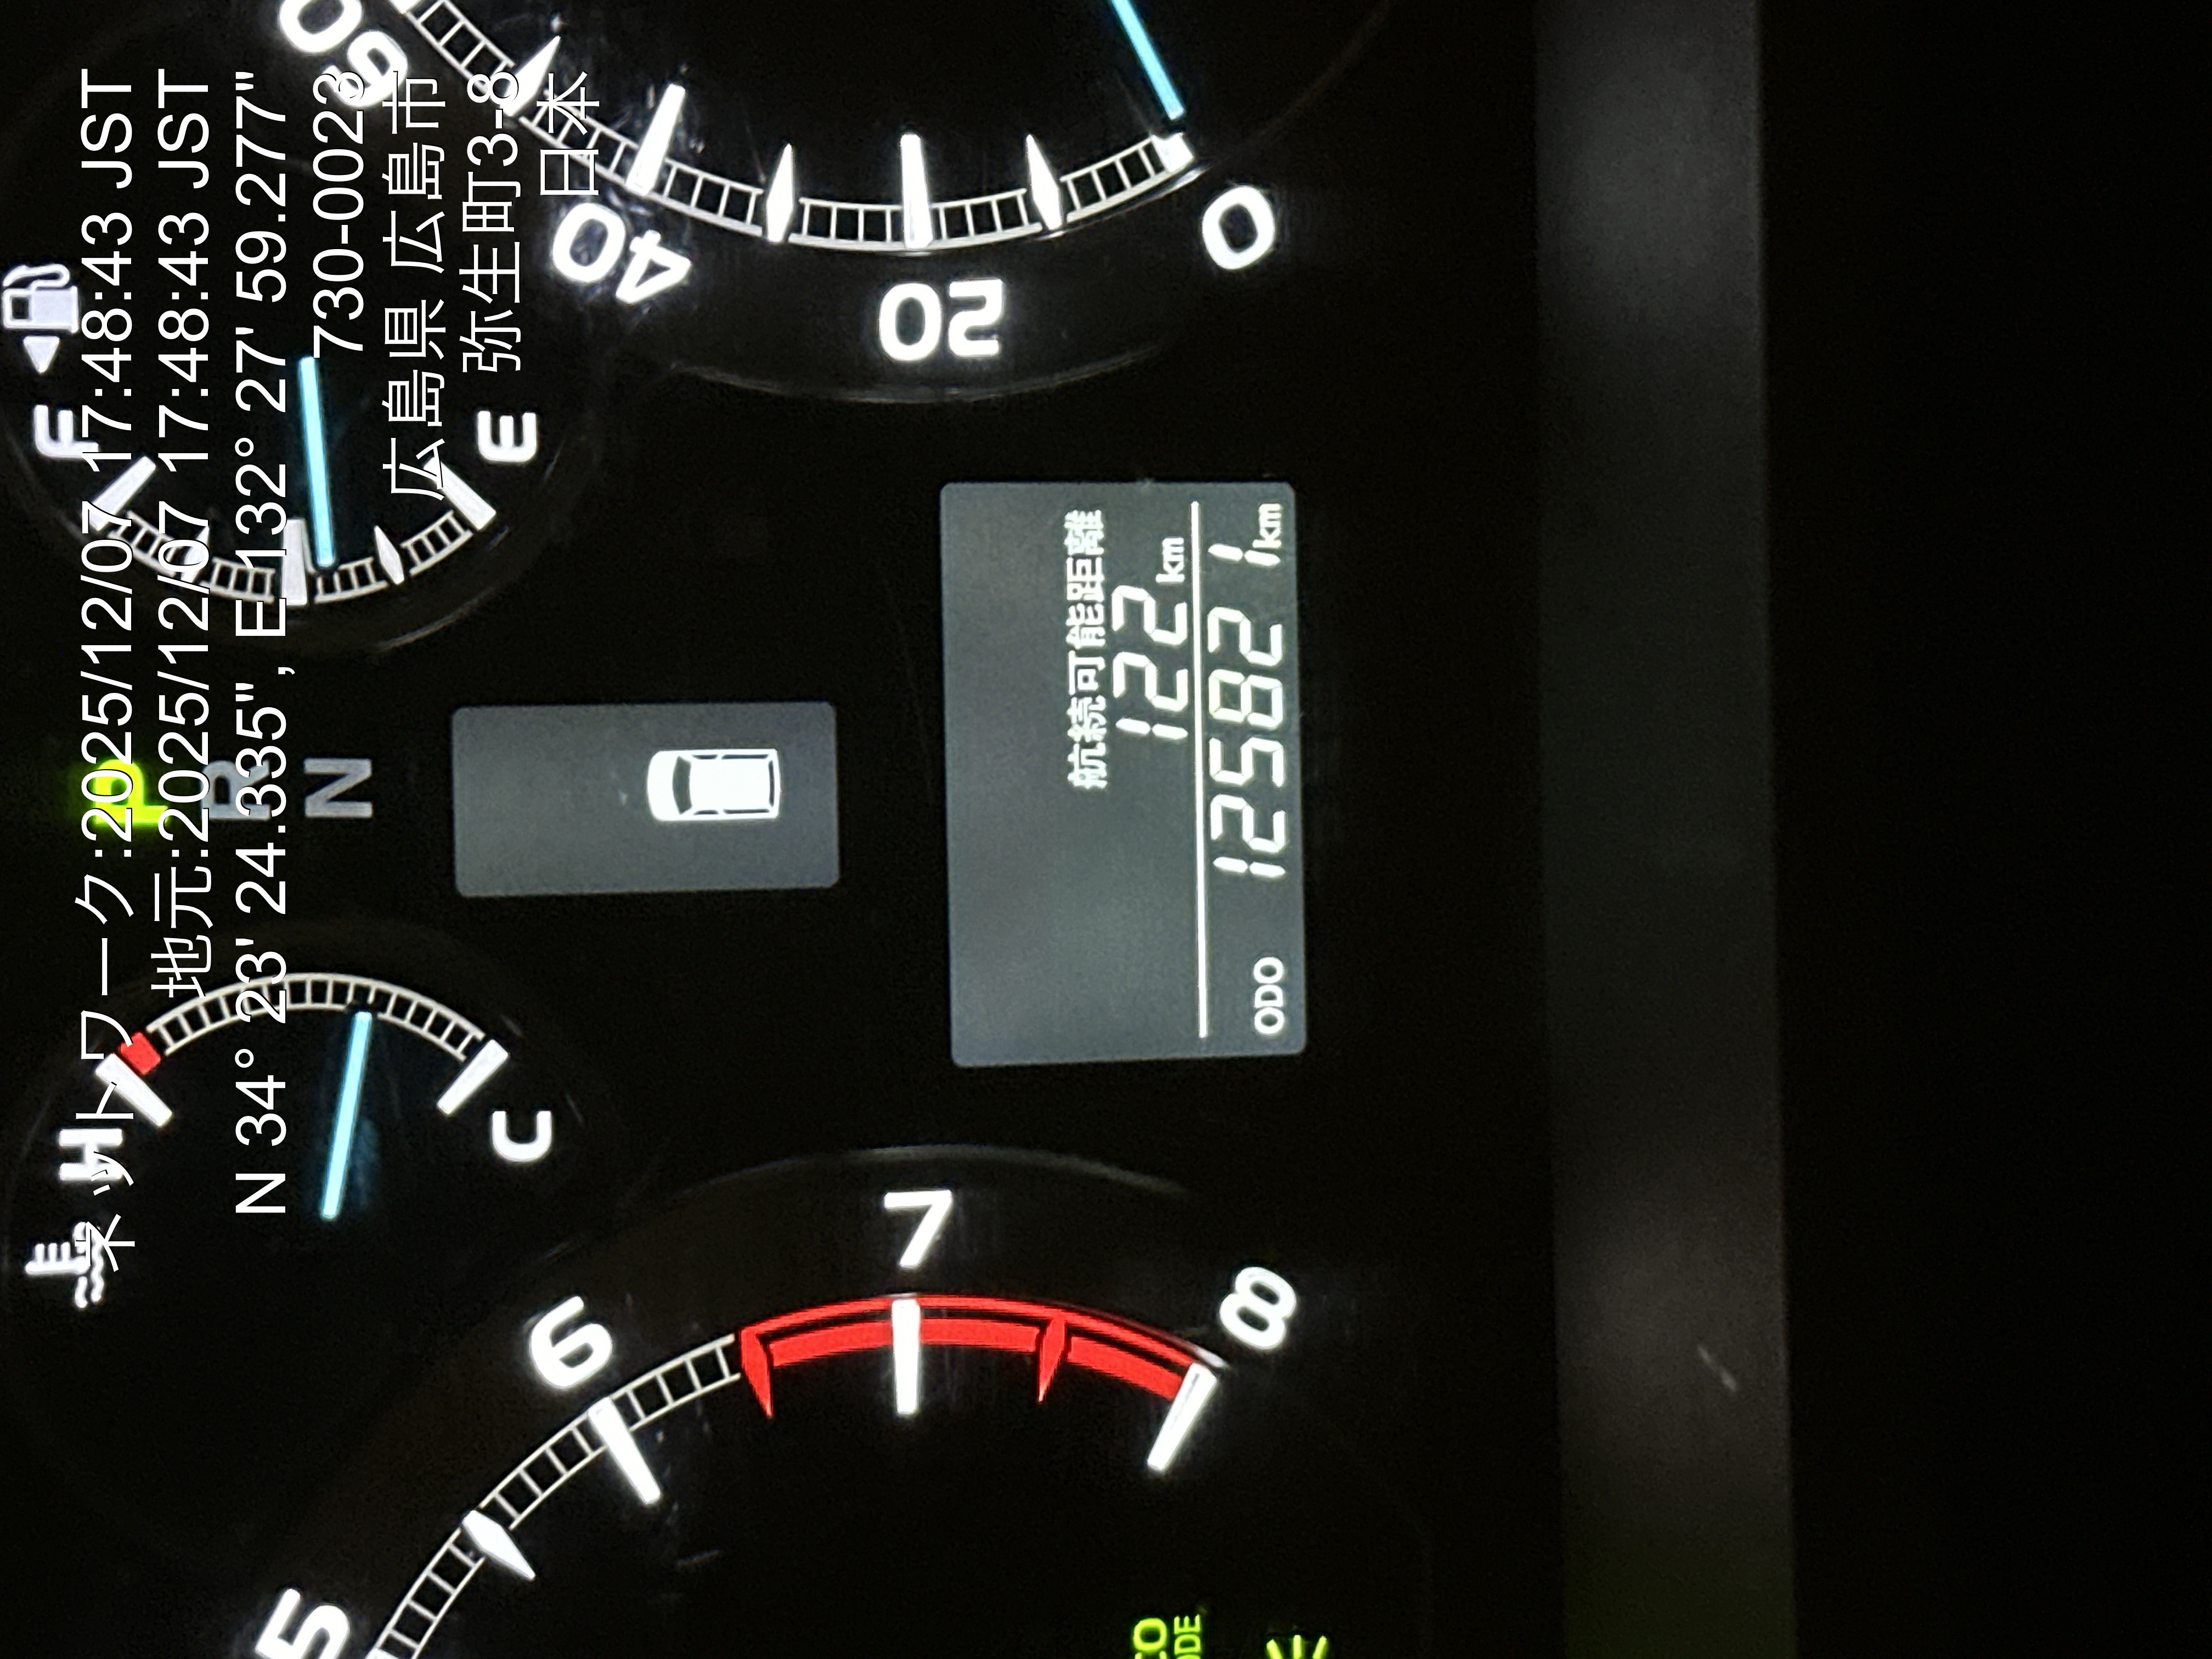 ネットワーク:2025/12/07 17:48:43 JST
地元:2025/12/07 17:48:43 JST
N 34° 23' 24.335", E 132° 27' 59.277"
730-0023
広島県 広島市
弥生町3-8
日本
H
C
P
R
N
F
E
5
6
7
8
航続可能距離
122 km
ODO 125821 km
60
40
20
0